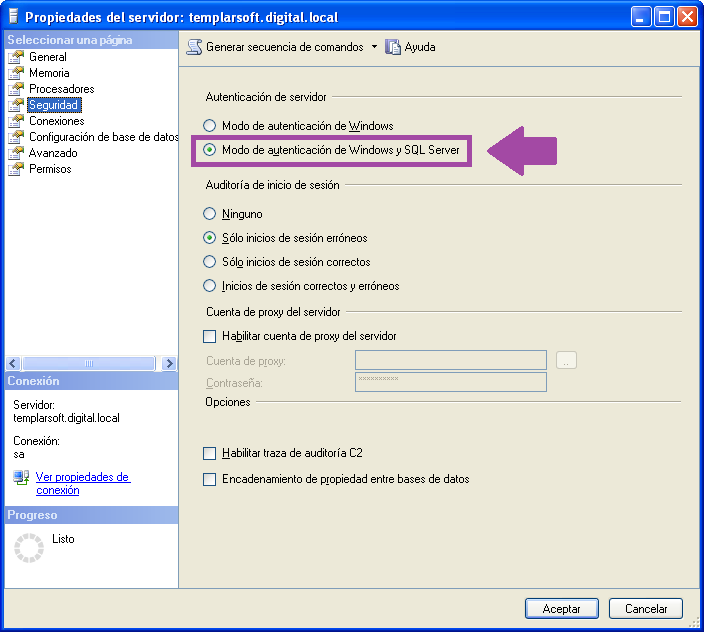 Propiedades del servidor: templarsoft.digital.local
Seleccionar una página
General
Memoria
Procesadores
Seguridad
Conexiones
Configuración de base de datos
Avanzado
Permisos
Generar secuencia de comandos
Ayuda
Autenticación de servidor
Modo de autenticación de Windows
Modo de autenticación de Windows y SQL Server
Auditoría de inicio de sesión
Ninguno
Sólo inicios de sesión erróneos
Sólo inicios de sesión correctos
Inicios de sesión correctos y erróneos
Cuenta de proxy del servidor
Habilitar cuenta de proxy del servidor
Cuenta de proxy:
...
Contraseña:
**********
Opciones
Habilitar traza de auditoría C2
Encadenamiento de propiedad entre bases de datos
Conexión
Servidor:
templarsoft.digital.local
Conexión:
sa
Ver propiedades de
conexión
Progreso
Listo
Aceptar
Cancelar